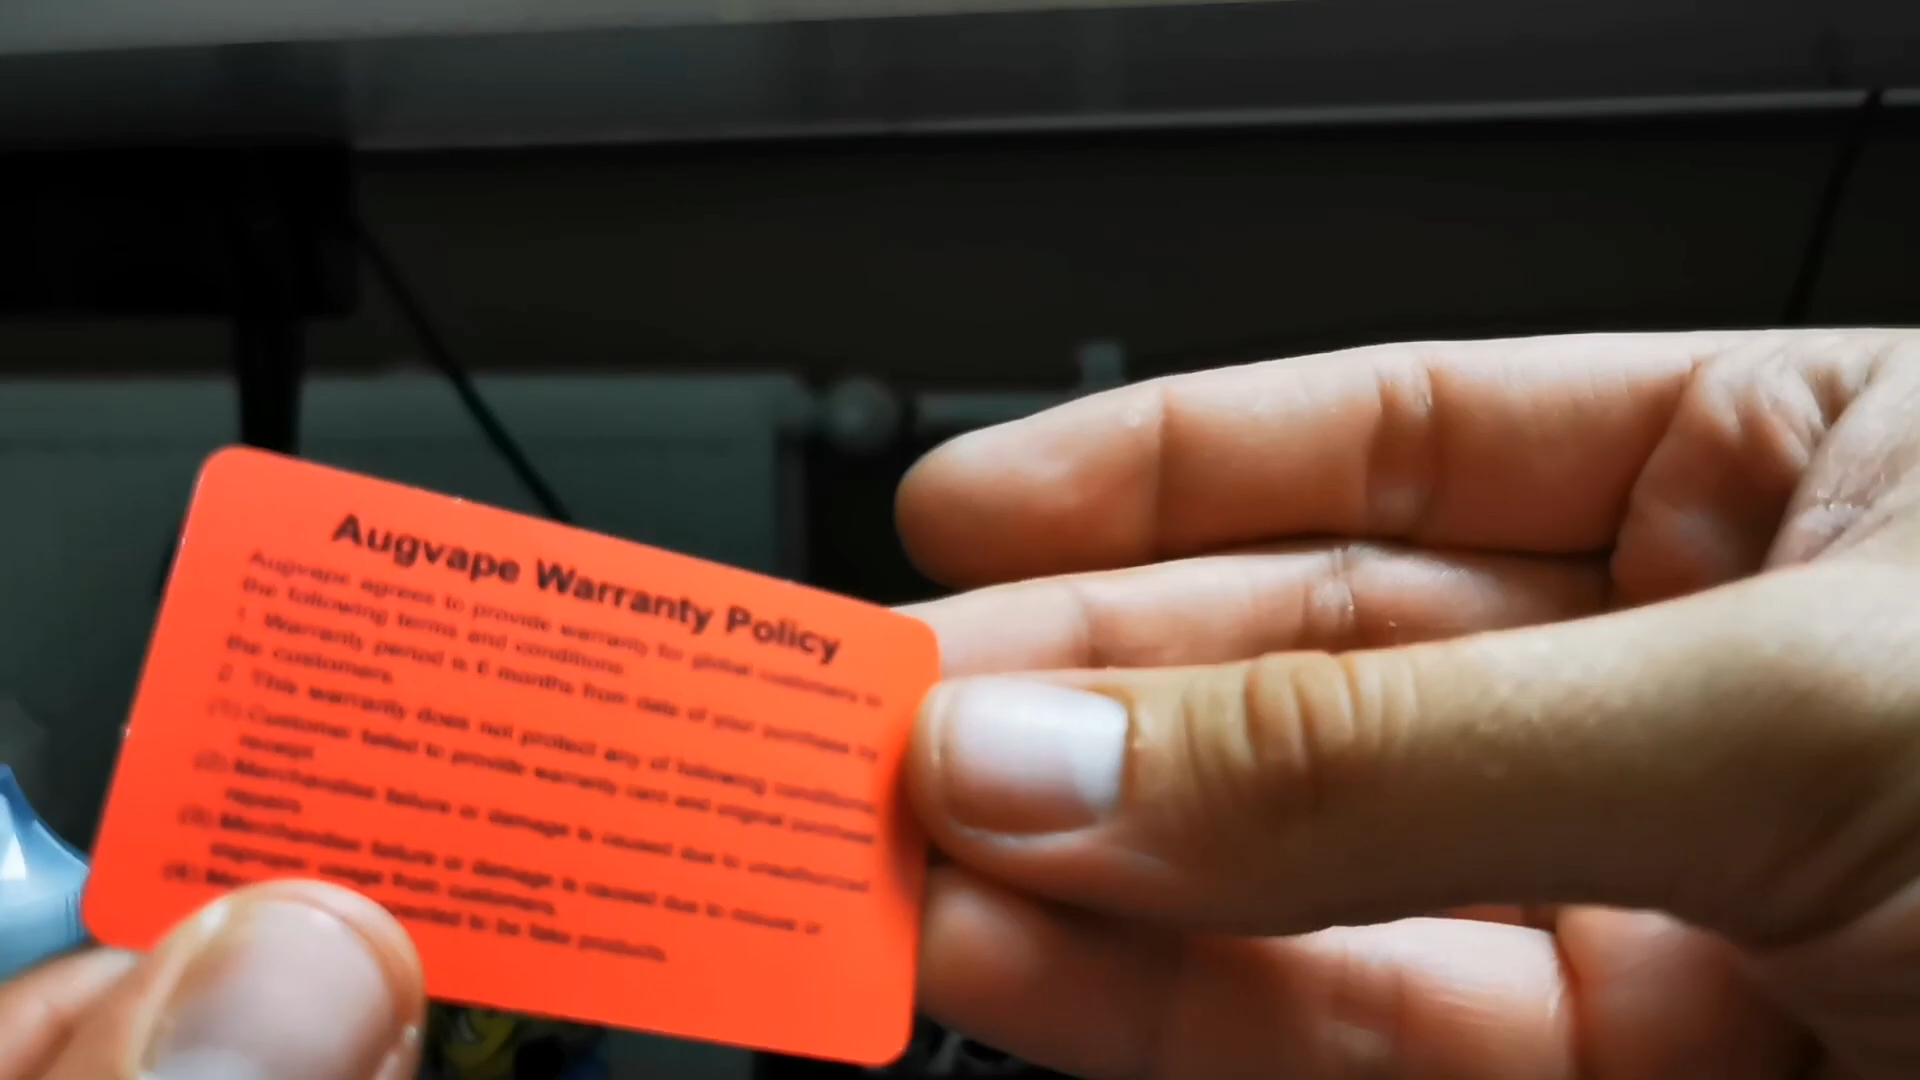 Augvape Warranty Policy
Augvape agrees to provide warranty for global customers in
the following terms and conditions.
1. Warranty period is 6 months from date of your purchase by
the customers.
2. This warranty does not protect any of following conditions
(1) Customer failed to provide warranty card and original purchase
receipt.
(2) Merchandise failure or damage is caused due to unauthorized
repairs.
(3) Merchandise failure or damage is caused due to misuse or
improper usage from customers.
(4) to be fake products.